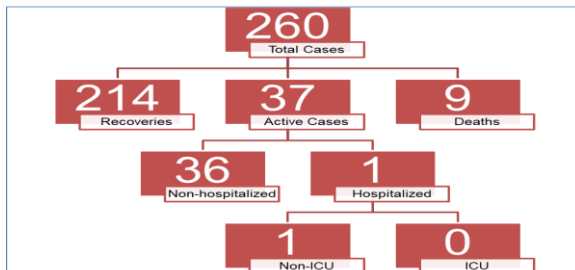 260
Total Cases
214
Recoveries
37
Active Cases
9
Deaths
36
Non-hospitalized
1
Hospitalized
1
Non-ICU
0
ICU